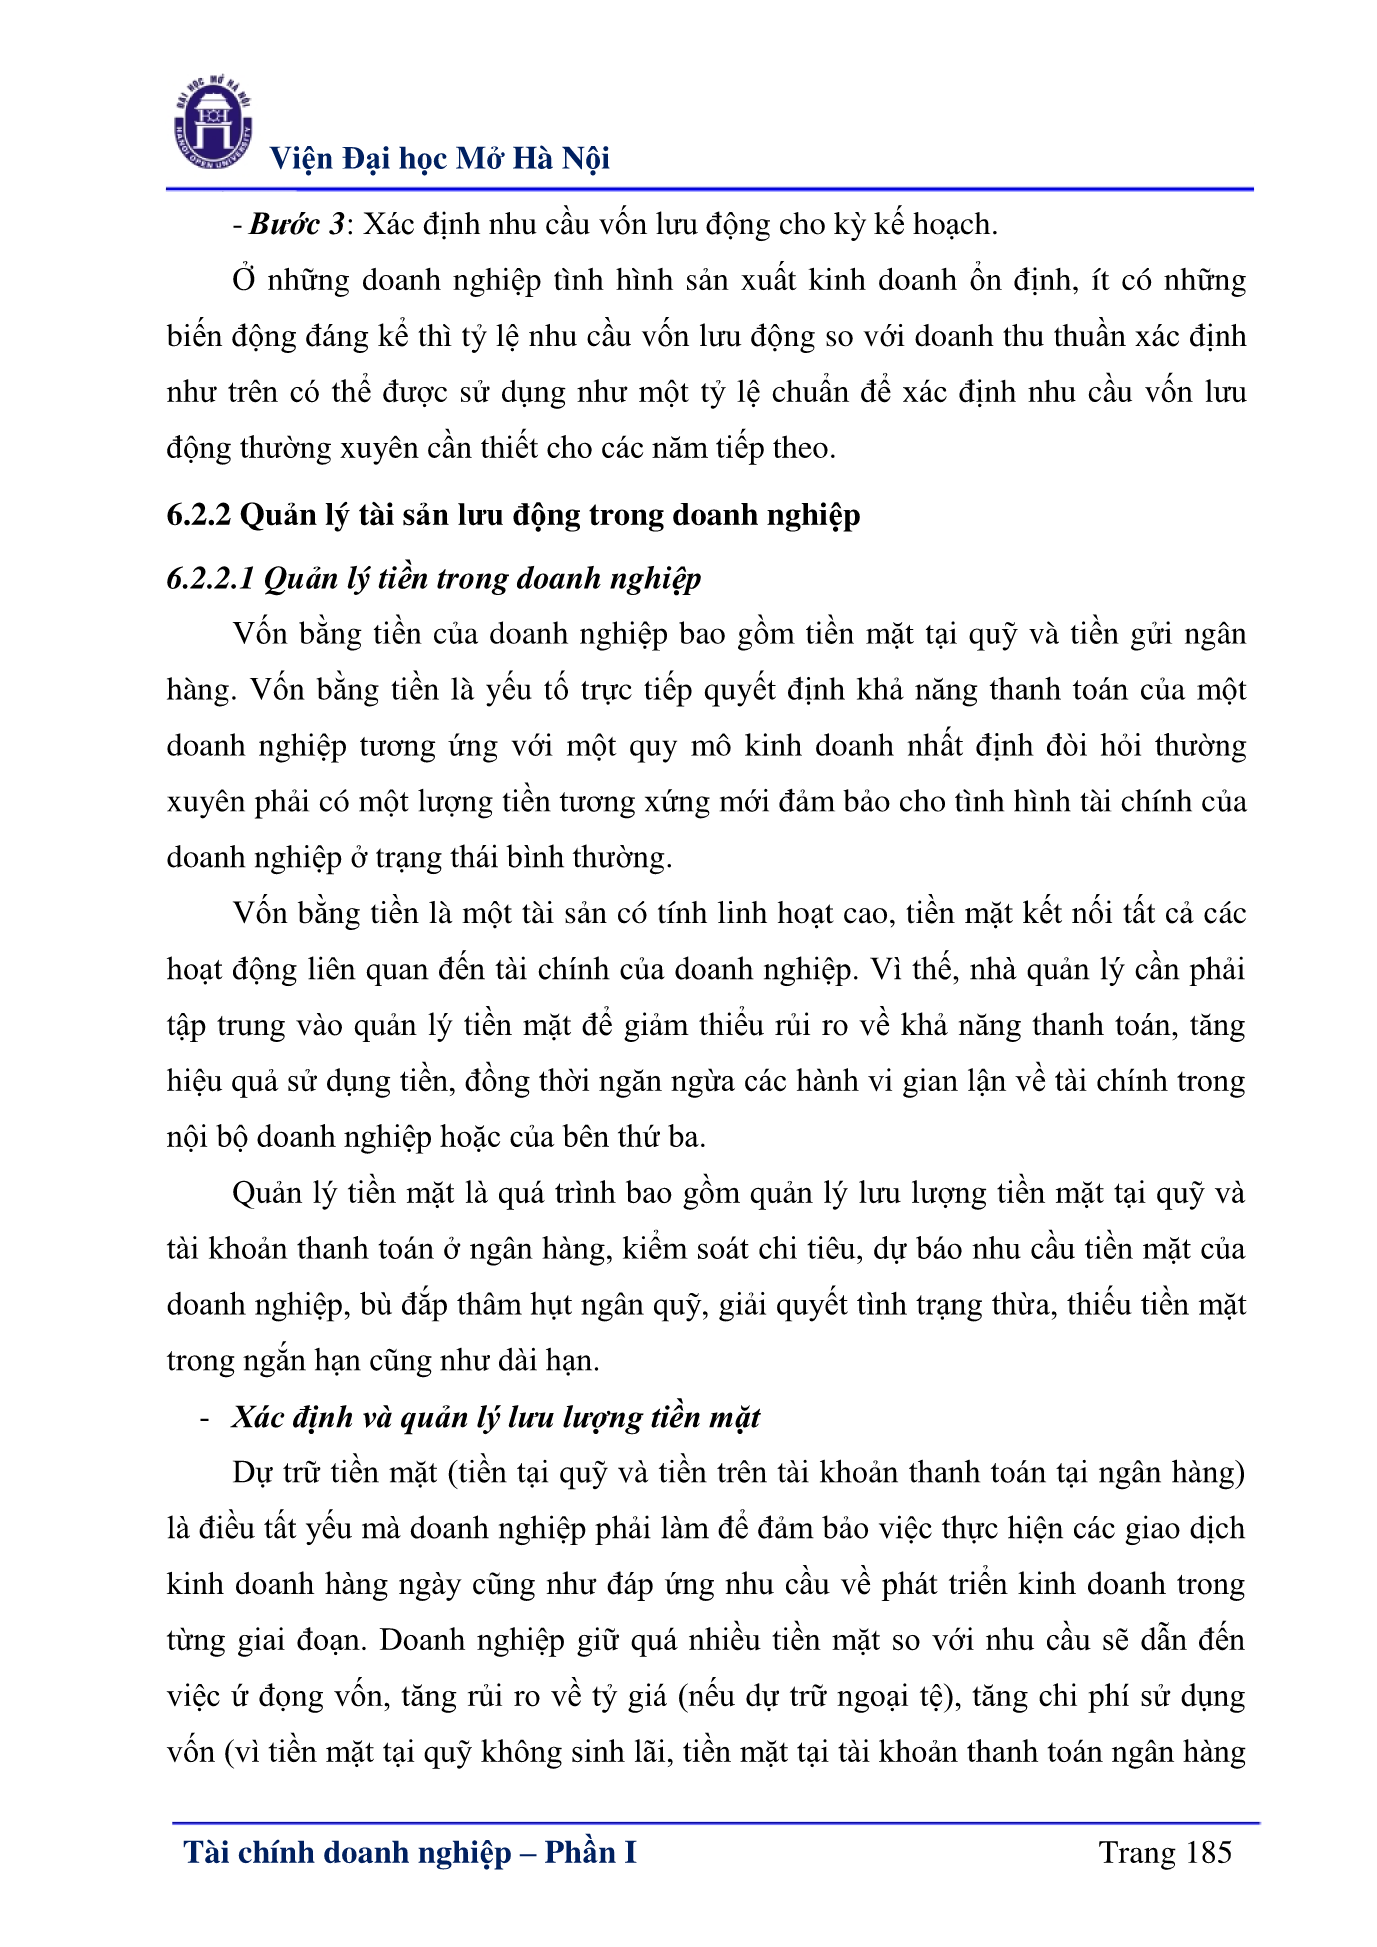 ĐẠI HỌC MỞ HÀ NỘI
HANOI OPEN UNIVERSITY
Viện Đại học Mở Hà Nội
- Bước 3: Xác định nhu cầu vốn lưu động cho kỳ kế hoạch.
Ở những doanh nghiệp tình hình sản xuất kinh doanh ổn định, ít có những
biến động đáng kể thì tỷ lệ nhu cầu vốn lưu động so với doanh thu thuần xác định
như trên có thể được sử dụng như một tỷ lệ chuẩn để xác định nhu cầu vốn lưu
động thường xuyên cần thiết cho các năm tiếp theo.
6.2.2 Quản lý tài sản lưu động trong doanh nghiệp
6.2.2.1 Quản lý tiền trong doanh nghiệp
Vốn bằng tiền của doanh nghiệp bao gồm tiền mặt tại quỹ và tiền gửi ngân
hàng. Vốn bằng tiền là yếu tố trực tiếp quyết định khả năng thanh toán của một
doanh nghiệp tương ứng với một quy mô kinh doanh nhất định đòi hỏi thường
xuyên phải có một lượng tiền tương xứng mới đảm bảo cho tình hình tài chính của
doanh nghiệp ở trạng thái bình thường.
Vốn bằng tiền là một tài sản có tính linh hoạt cao, tiền mặt kết nối tất cả các
hoạt động liên quan đến tài chính của doanh nghiệp. Vì thế, nhà quản lý cần phải
tập trung vào quản lý tiền mặt để giảm thiểu rủi ro về khả năng thanh toán, tăng
hiệu quả sử dụng tiền, đồng thời ngăn ngừa các hành vi gian lận về tài chính trong
nội bộ doanh nghiệp hoặc của bên thứ ba.
Quản lý tiền mặt là quá trình bao gồm quản lý lưu lượng tiền mặt tại quỹ và
tài khoản thanh toán ở ngân hàng, kiểm soát chi tiêu, dự báo nhu cầu tiền mặt của
doanh nghiệp, bù đắp thâm hụt ngân quỹ, giải quyết tình trạng thừa, thiếu tiền mặt
trong ngắn hạn cũng như dài hạn.
- Xác định và quản lý lưu lượng tiền mặt
Dự trữ tiền mặt (tiền tại quỹ và tiền trên tài khoản thanh toán tại ngân hàng)
là điều tất yếu mà doanh nghiệp phải làm để đảm bảo việc thực hiện các giao dịch
kinh doanh hàng ngày cũng như đáp ứng nhu cầu về phát triển kinh doanh trong
từng giai đoạn. Doanh nghiệp giữ quá nhiều tiền mặt so với nhu cầu sẽ dẫn đến
việc ứ đọng vốn, tăng rủi ro về tỷ giá (nếu dự trữ ngoại tệ), tăng chi phí sử dụng
vốn (vì tiền mặt tại quỹ không sinh lãi, tiền mặt tại tài khoản thanh toán ngân hàng
Tài chính doanh nghiệp – Phần I
Trang 185